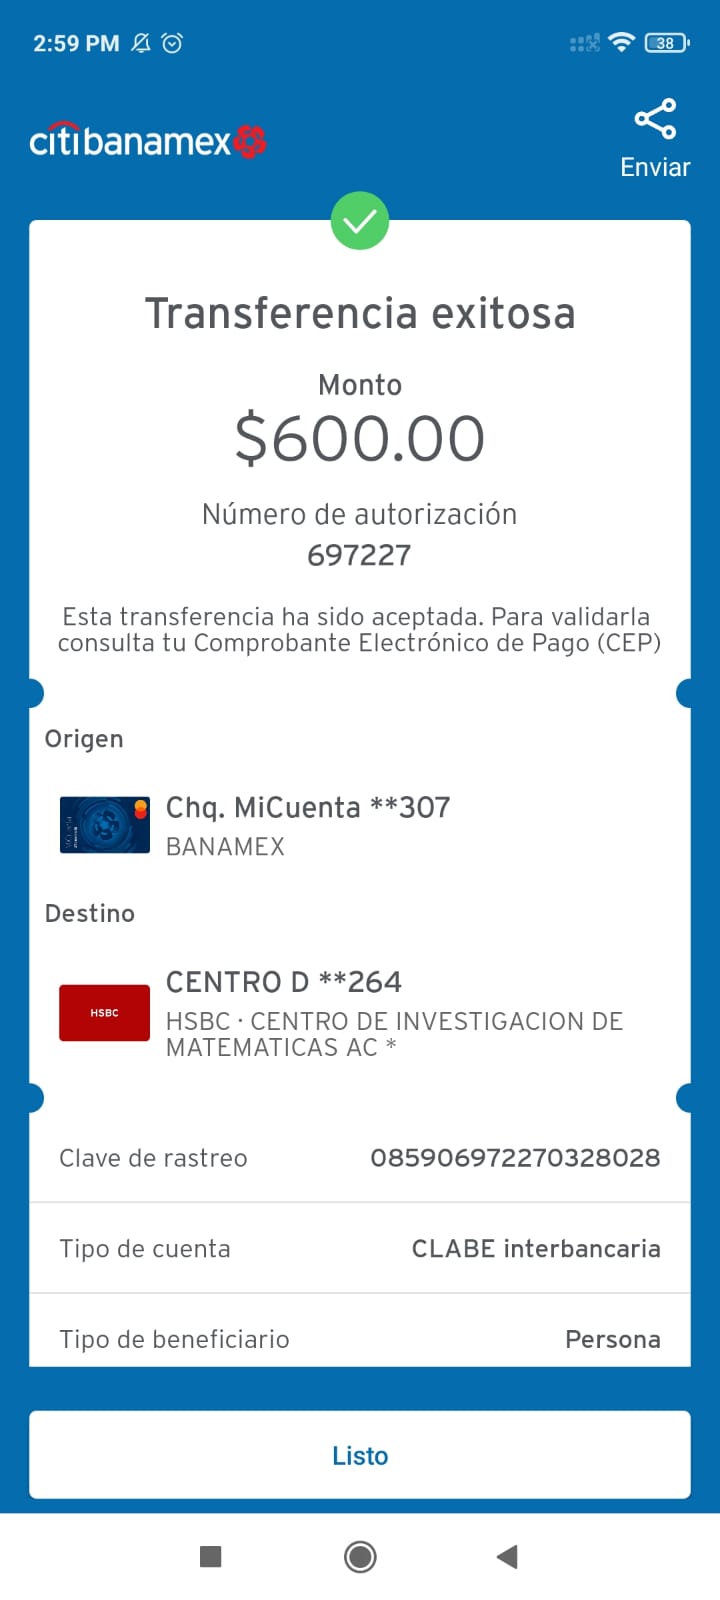 2:59 PM
38
citibanamex
Enviar
Transferencia exitosa
Monto
$600.00
Número de autorización
697227
Esta transferencia ha sido aceptada. Para validarla
consulta tu Comprobante Electrónico de Pago (CEP)
Origen
Chq. MiCuenta **307
BANAMEX
Destino
CENTRO D **264
HSBC
HSBC · CENTRO DE INVESTIGACION DE
MATEMATICAS AC *
Clave de rastreo 085906972270328028
Tipo de cuenta CLABE interbancaria
Tipo de beneficiario Persona
Listo